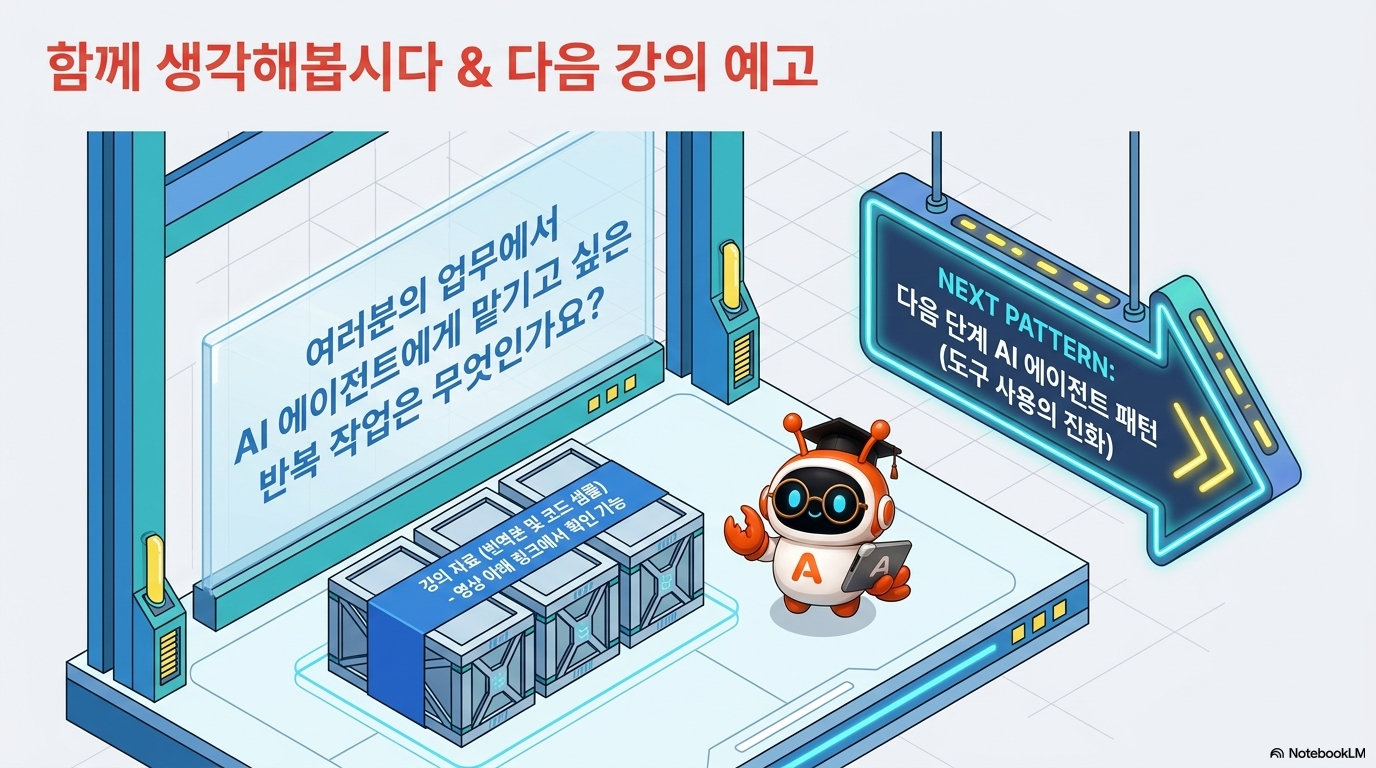 함께 생각해봅시다 & 다음 강의 예고
여러분의 업무에서
AI 에이전트에게 맡기고 싶은
반복 작업은 무엇인가요?
NEXT PATTERN:
다음 단계 AI 에이전트 패턴
(도구 사용의 진화)
강의 자료 (번역본 및 코드 샘플)
- 영상 아래 링크에서 확인 가능
A
A
NotebookLM